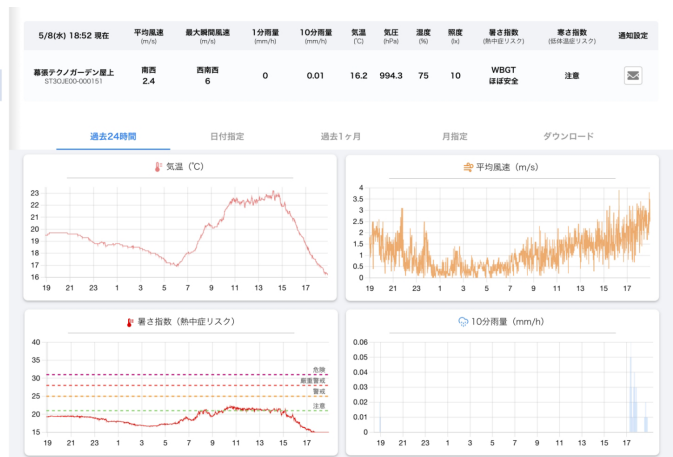 5/8(水) 18:52 現在 平均風速 最大瞬間風速 1分雨量 10分雨量 気温 気圧 湿度 照度 暑さ指数 寒さ指数 通知設定
(m/s) (m/s) (mm/h) (mm/h) (℃) (hPa) (%) (lx) (熱中症リスク) (低体温症リスク)
幕張テクノガーデン屋上 南西 西南西 0 0.01 16.2 994.3 75 10 WBGT 注意
ST3OJE00-000151 2.4 6 ほぼ安全
過去24時間 日付指定 過去1ヶ月 月指定 ダウンロード
気温（℃）
23
22
21
20
19
18
17
16
19 21 23 1 3 5 7 9 11 13 15 17
平均風速（m/s）
4
3.5
3
2.5
2
1.5
1
0.5
0
19 21 23 1 3 5 7 9 11 13 15 17
暑さ指数（熱中症リスク）
40
35
30
25
20
15
危険
厳重警戒
警戒
注意
19 21 23 1 3 5 7 9 11 13 15 17
10分雨量（mm/h）
0.06
0.05
0.04
0.03
0.02
0.01
0
19 21 23 1 3 5 7 9 11 13 15 17